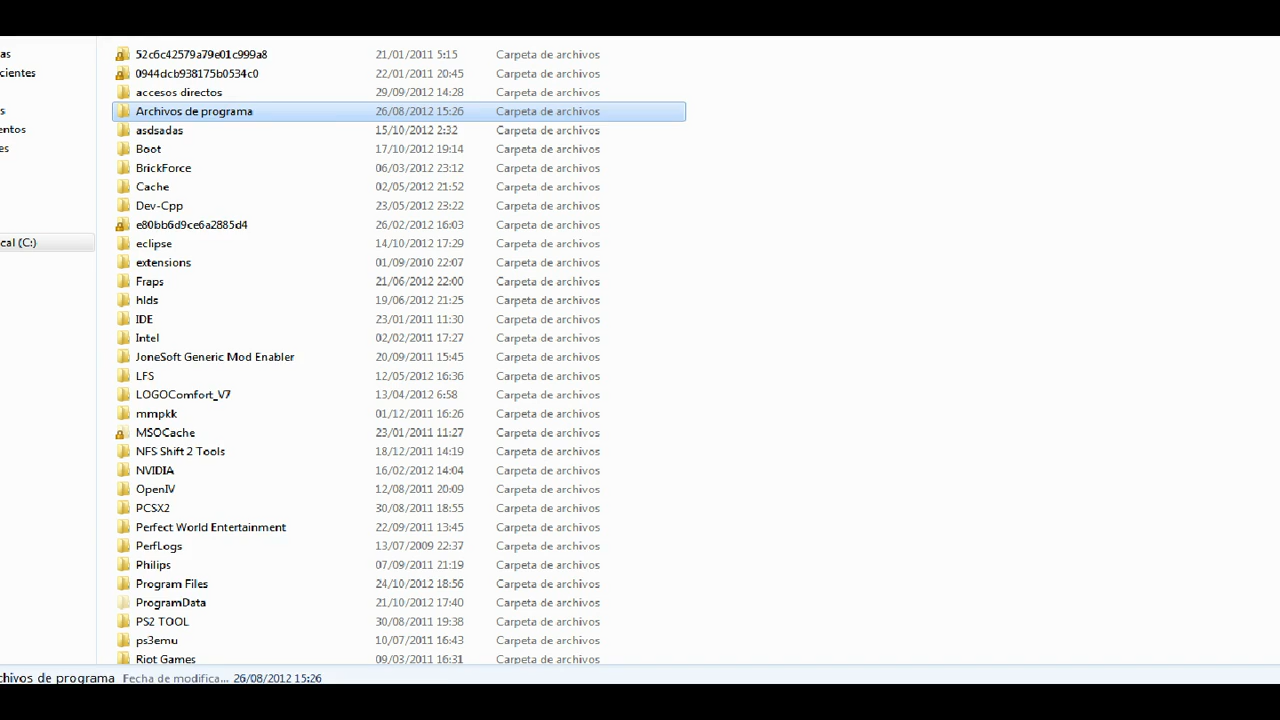 as
cientes
s
entos
es
cal (C:)
52c6c42579a79e01c999a8 21/01/2011 5:15 Carpeta de archivos
0944dcb938175b0534c0 22/01/2011 20:45 Carpeta de archivos
accesos directos 29/09/2012 14:28 Carpeta de archivos
Archivos de programa 26/08/2012 15:26 Carpeta de archivos
asdsadas 15/10/2012 2:32 Carpeta de archivos
Boot 17/10/2012 19:14 Carpeta de archivos
BrickForce 06/03/2012 23:12 Carpeta de archivos
Cache 02/05/2012 21:52 Carpeta de archivos
Dev-Cpp 23/05/2012 23:22 Carpeta de archivos
e80bb6d9ce6a2885d4 26/02/2012 16:03 Carpeta de archivos
eclipse 14/10/2012 17:29 Carpeta de archivos
extensions 01/09/2010 22:07 Carpeta de archivos
Fraps 21/06/2012 22:00 Carpeta de archivos
hlds 19/06/2012 21:25 Carpeta de archivos
IDE 23/01/2011 11:30 Carpeta de archivos
Intel 02/02/2011 17:27 Carpeta de archivos
JoneSoft Generic Mod Enabler 20/09/2011 15:45 Carpeta de archivos
LFS 12/05/2012 16:36 Carpeta de archivos
LOGOComfort_V7 13/04/2012 6:58 Carpeta de archivos
mmpkk 01/12/2011 16:26 Carpeta de archivos
MSOCache 23/01/2011 11:27 Carpeta de archivos
NFS Shift 2 Tools 18/12/2011 14:19 Carpeta de archivos
NVIDIA 16/02/2012 14:04 Carpeta de archivos
OpenIV 12/08/2011 20:09 Carpeta de archivos
PCSX2 30/08/2011 18:55 Carpeta de archivos
Perfect World Entertainment 22/09/2011 13:45 Carpeta de archivos
PerfLogs 13/07/2009 22:37 Carpeta de archivos
Philips 07/09/2011 21:19 Carpeta de archivos
Program Files 24/10/2012 18:56 Carpeta de archivos
ProgramData 21/10/2012 17:40 Carpeta de archivos
PS2 TOOL 30/08/2011 19:38 Carpeta de archivos
ps3emu 10/07/2011 16:43 Carpeta de archivos
Riot Games 09/03/2011 16:31 Carpeta de archivos
chivos de programa Fecha de modifica... 26/08/2012 15:26